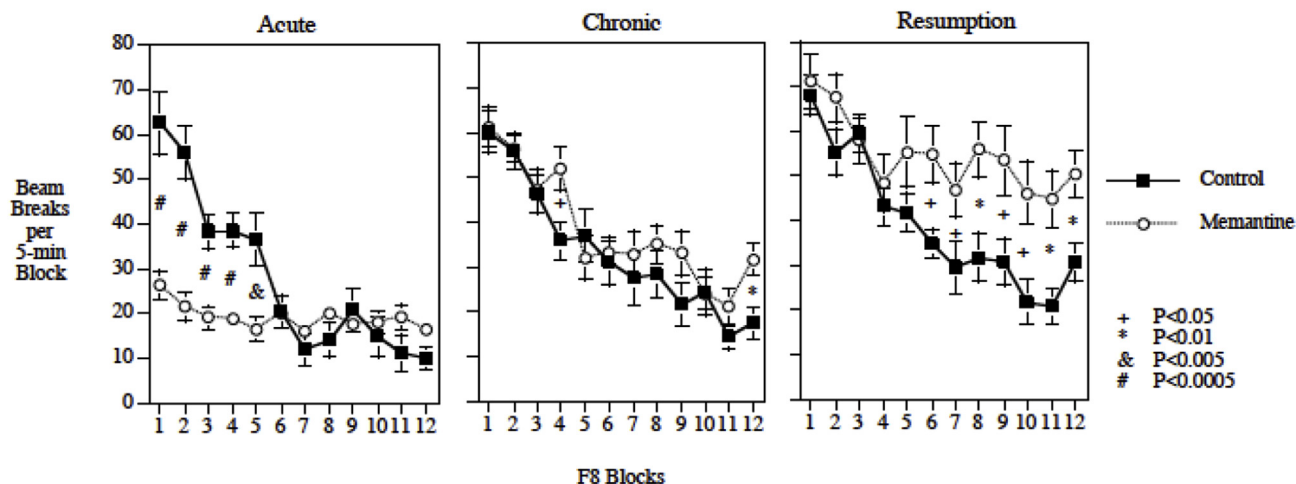 Acute
Chronic
Resumption
80
70
60
50
40
30
20
10
0
Beam
Breaks
per
5-min
Block
#
#
#
#
&
+
*
+
+
*
+
+
*
*
1 2 3 4 5 6 7 8 9 10 11 12
1 2 3 4 5 6 7 8 9 10 11 12
1 2 3 4 5 6 7 8 9 10 11 12
F8 Blocks
Control
Memantine
+ P<0.05
* P<0.01
& P<0.005
# P<0.0005